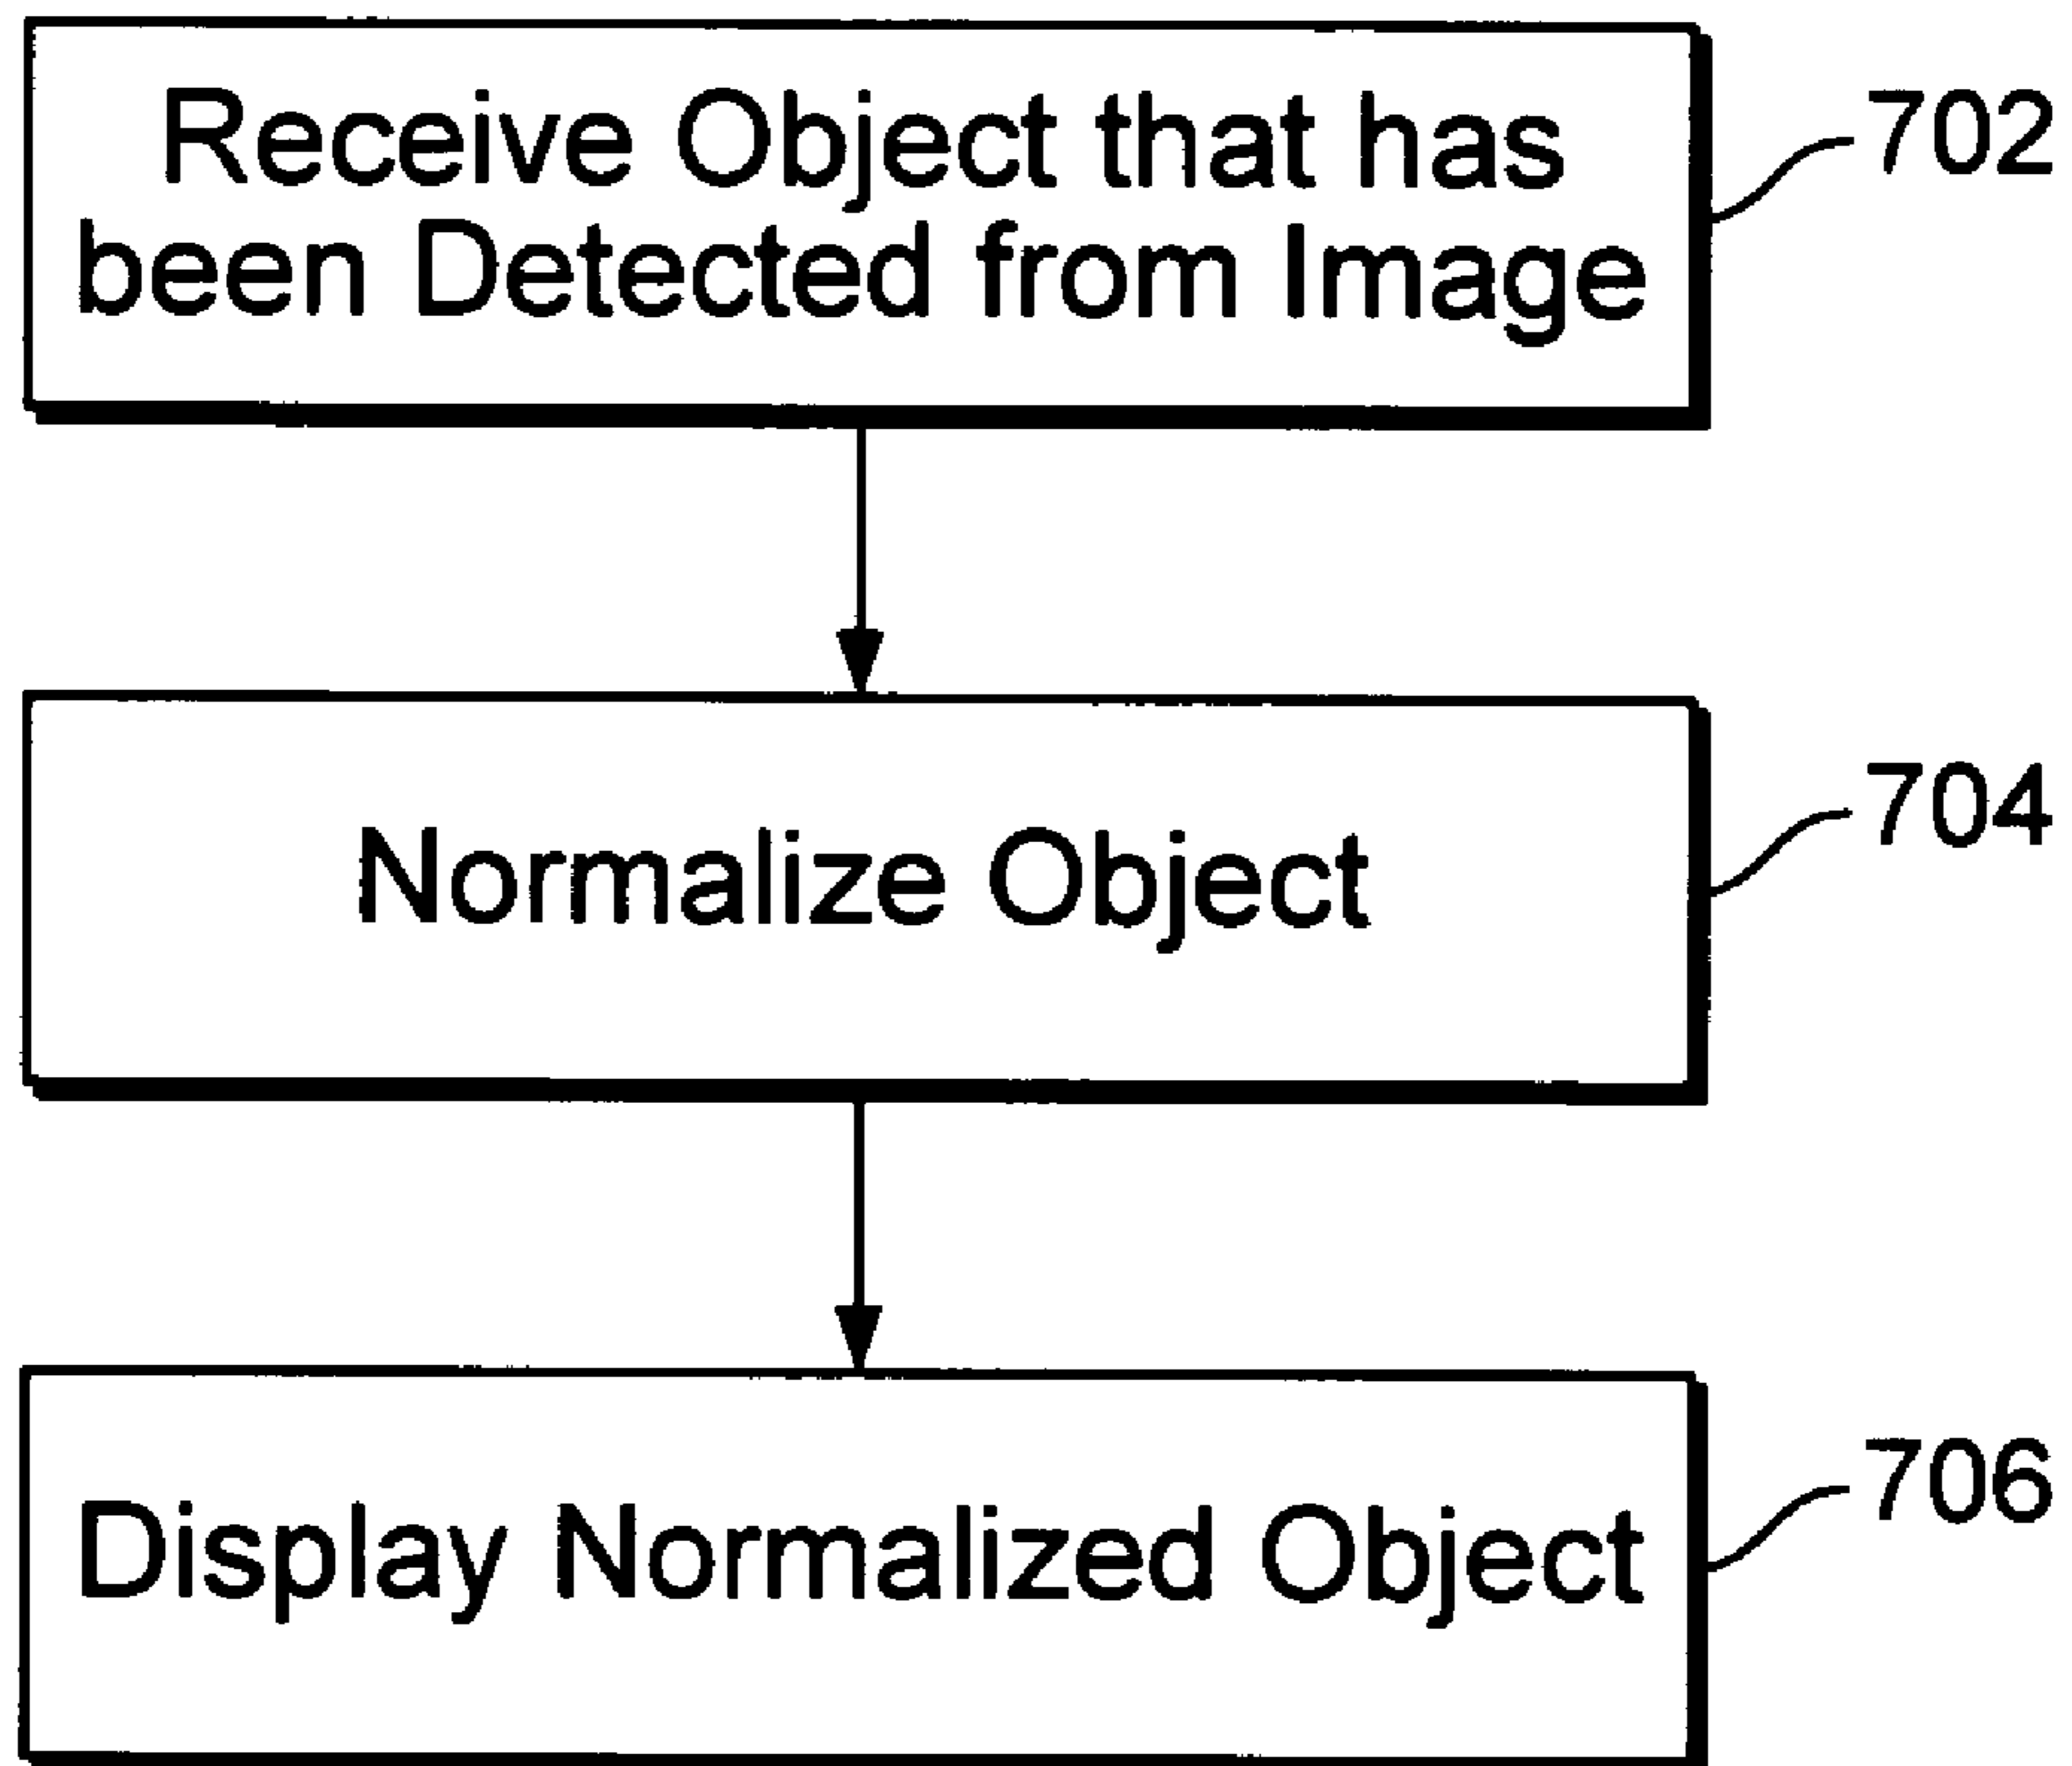 Receive Object that has
been Detected from Image
702
Normalize Object
704
Display Normalized Object
706